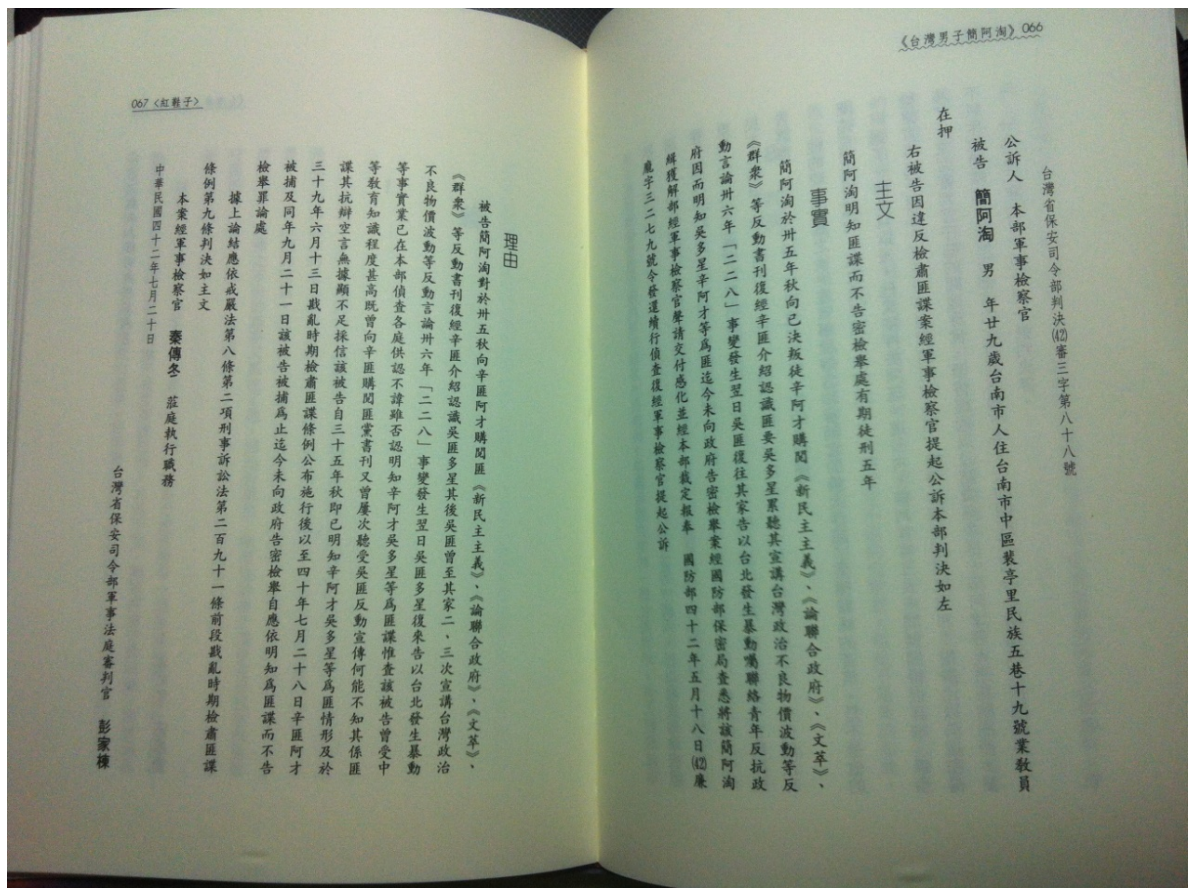 《台灣男子簡阿淘》066
台灣省保安司令部判決(42)審三字第八十八號
公訴人　本部軍事檢察官
被告　簡阿淘　男　年廿九歲台南市人住台南市中區裴亭里民族五巷十九號業教員
在押
右被告因違反檢肅匪諜案經軍事檢察官提起公訴本部判決如左
主文
簡阿淘明知匪諜而不告密檢舉處有期徒刑五年
事實
簡阿淘於卅五年秋向已決叛徒辛阿才購閱《新民主主義》、《論聯合政府》、《文萃》、
《群衆》等反動書刊復經辛匪介紹認識匪要吳多星累聽其宣講台灣政治不良物價波動等反
動言論卅六年「二二八」事變發生翌日吳匪復往其家告以台北發生暴動囑聯絡青年反抗政
府因而明知吳多星辛阿才等爲匪迄今未向政府告密檢舉案經國防部保密局查悉將該簡阿淘
緝獲解部經軍事檢察官聲請交付感化並經本部裁定報奉　國防部四十二年五月十八日(42)廉
龐字三二七九號令發還續行偵查復經軍事檢察官提起公訴
理由
被告簡阿淘對於卅五秋向辛匪阿才購閱匪《新民主主義》、《論聯合政府》、《文萃》、
《群衆》等反動書刊復經辛匪介紹認識吳匪多星其後吳匪曾至其家二、三次宣講台灣政治
不良物價波動等反動言論卅六年「二二八」事變發生翌日吳匪多星復來告以台北發生暴動
等事實業已在本部偵查各庭供認不諱雖否認明知辛阿才吳多星等爲匪諜惟查該被告曾受中
等教育知識程度甚高既曾向辛匪購閱匪黨書刊又曾屢次聽受吳匪反動宣傳何能不知其係匪
諜其抗辯空言無據顯不足採信該被告自三十五年秋即已明知辛阿才吳多星等爲匪情形及於
三十九年六月十三日戡亂時期檢肅匪諜條例公布施行後以至四十年七月二十八日辛匪阿才
被捕及同年九月二十一日該被告被捕爲止迄今未向政府告密檢舉自應依明知爲匪諜而不告
檢舉罪論處
據上論結應依戒嚴法第八條第二項刑事訴訟法第二百九十一條前段戡亂時期檢肅匪諜
條例第九條判決如主文
本案經軍事檢察官　秦傳冬　蒞庭執行職務
中華民國四十二年七月二十日
台灣省保安司令部軍事法庭審判官　彭家棟
067〈紅鞋子〉